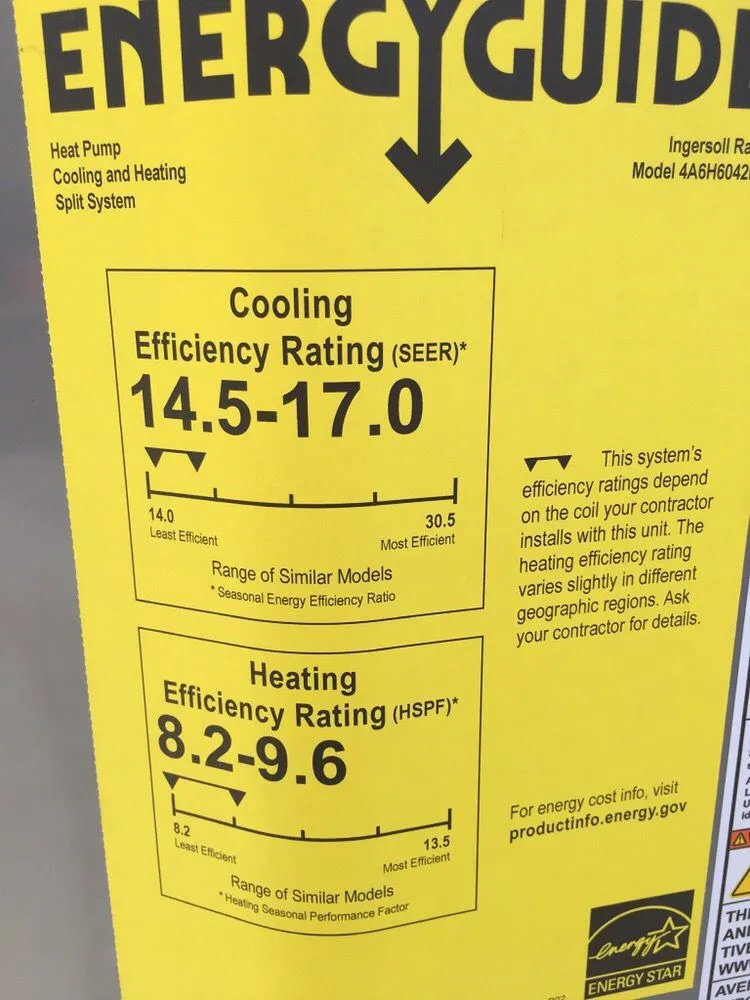 ENERGYGUIDE
Heat Pump
Cooling and Heating
Split System
Ingersoll
Model 4A6H6042
Cooling
Efficiency Rating (SEER)*
14.5-17.0
14.0
Least Efficient
30.5
Most Efficient
Range of Similar Models
* Seasonal Energy Efficiency Ratio
This system's
efficiency ratings depend
on the coil your contractor
installs with this unit. The
heating efficiency rating
varies slightly in different
geographic regions. Ask
your contractor for details.
Heating
Efficiency Rating (HSPF)*
8.2-9.6
8.2
Least Efficient
13.5
Most Efficient
Range of Similar Models
* Heating Seasonal Performance Factor
For energy cost info, visit
productinfo.energy.gov
energy
ENERGY STAR